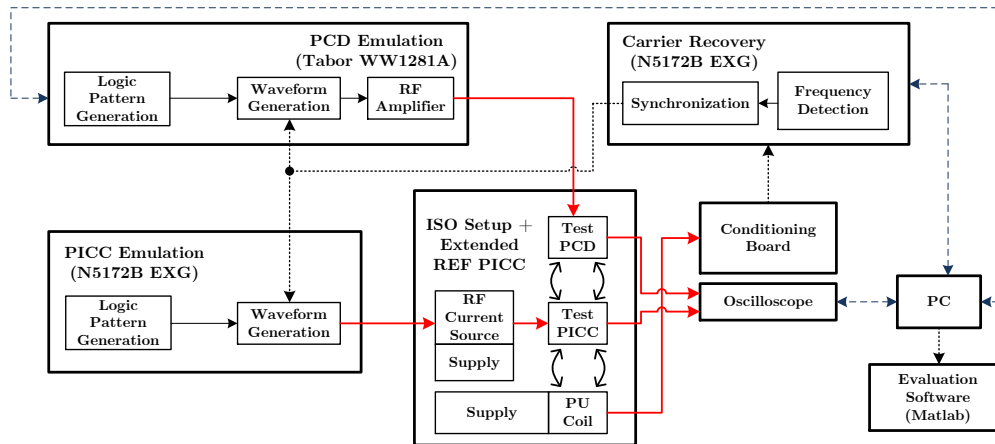 PCD Emulation
(Tabor WW1281A)
Logic
Pattern
Generation
Waveform
Generation
RF
Amplifier
Carrier Recovery
(N5172B EXG)
Synchronization
Frequency
Detection
PICC Emulation
(N5172B EXG)
Logic
Pattern
Generation
Waveform
Generation
ISO Setup +
Extended
REF PICC
Test
PCD
RF
Current
Source
Supply
Test
PICC
Supply
PU
Coil
Conditioning
Board
Oscilloscope
PC
Evaluation
Software
(Matlab)